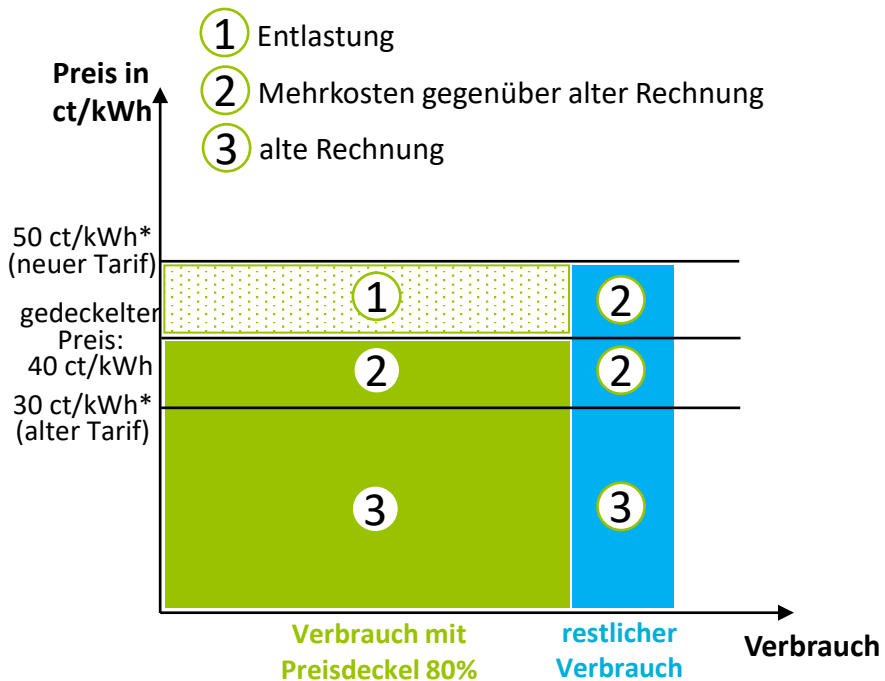 1 Entlastung
Preis in
ct/kWh
2 Mehrkosten gegenüber alter Rechnung
3 alte Rechnung
50 ct/kWh*
(neuer Tarif)
1
2
gedeckelter
Preis:
40 ct/kWh
2
2
30 ct/kWh*
(alter Tarif)
3
3
Verbrauch mit
Preisdeckel 80%
restlicher
Verbrauch
Verbrauch